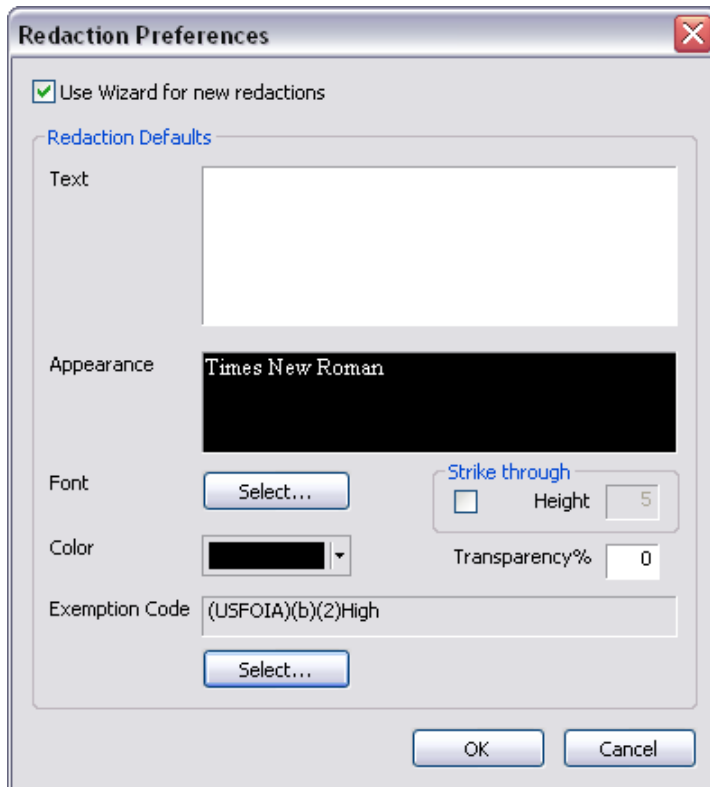 Redaction Preferences
Use Wizard for new redactions
Redaction Defaults
Text
Appearance
Times New Roman
Font
Select...
Strike through
Height
5
Color
Transparency%
0
Exemption Code
(USFOIA)(b)(2)High
Select...
OK
Cancel